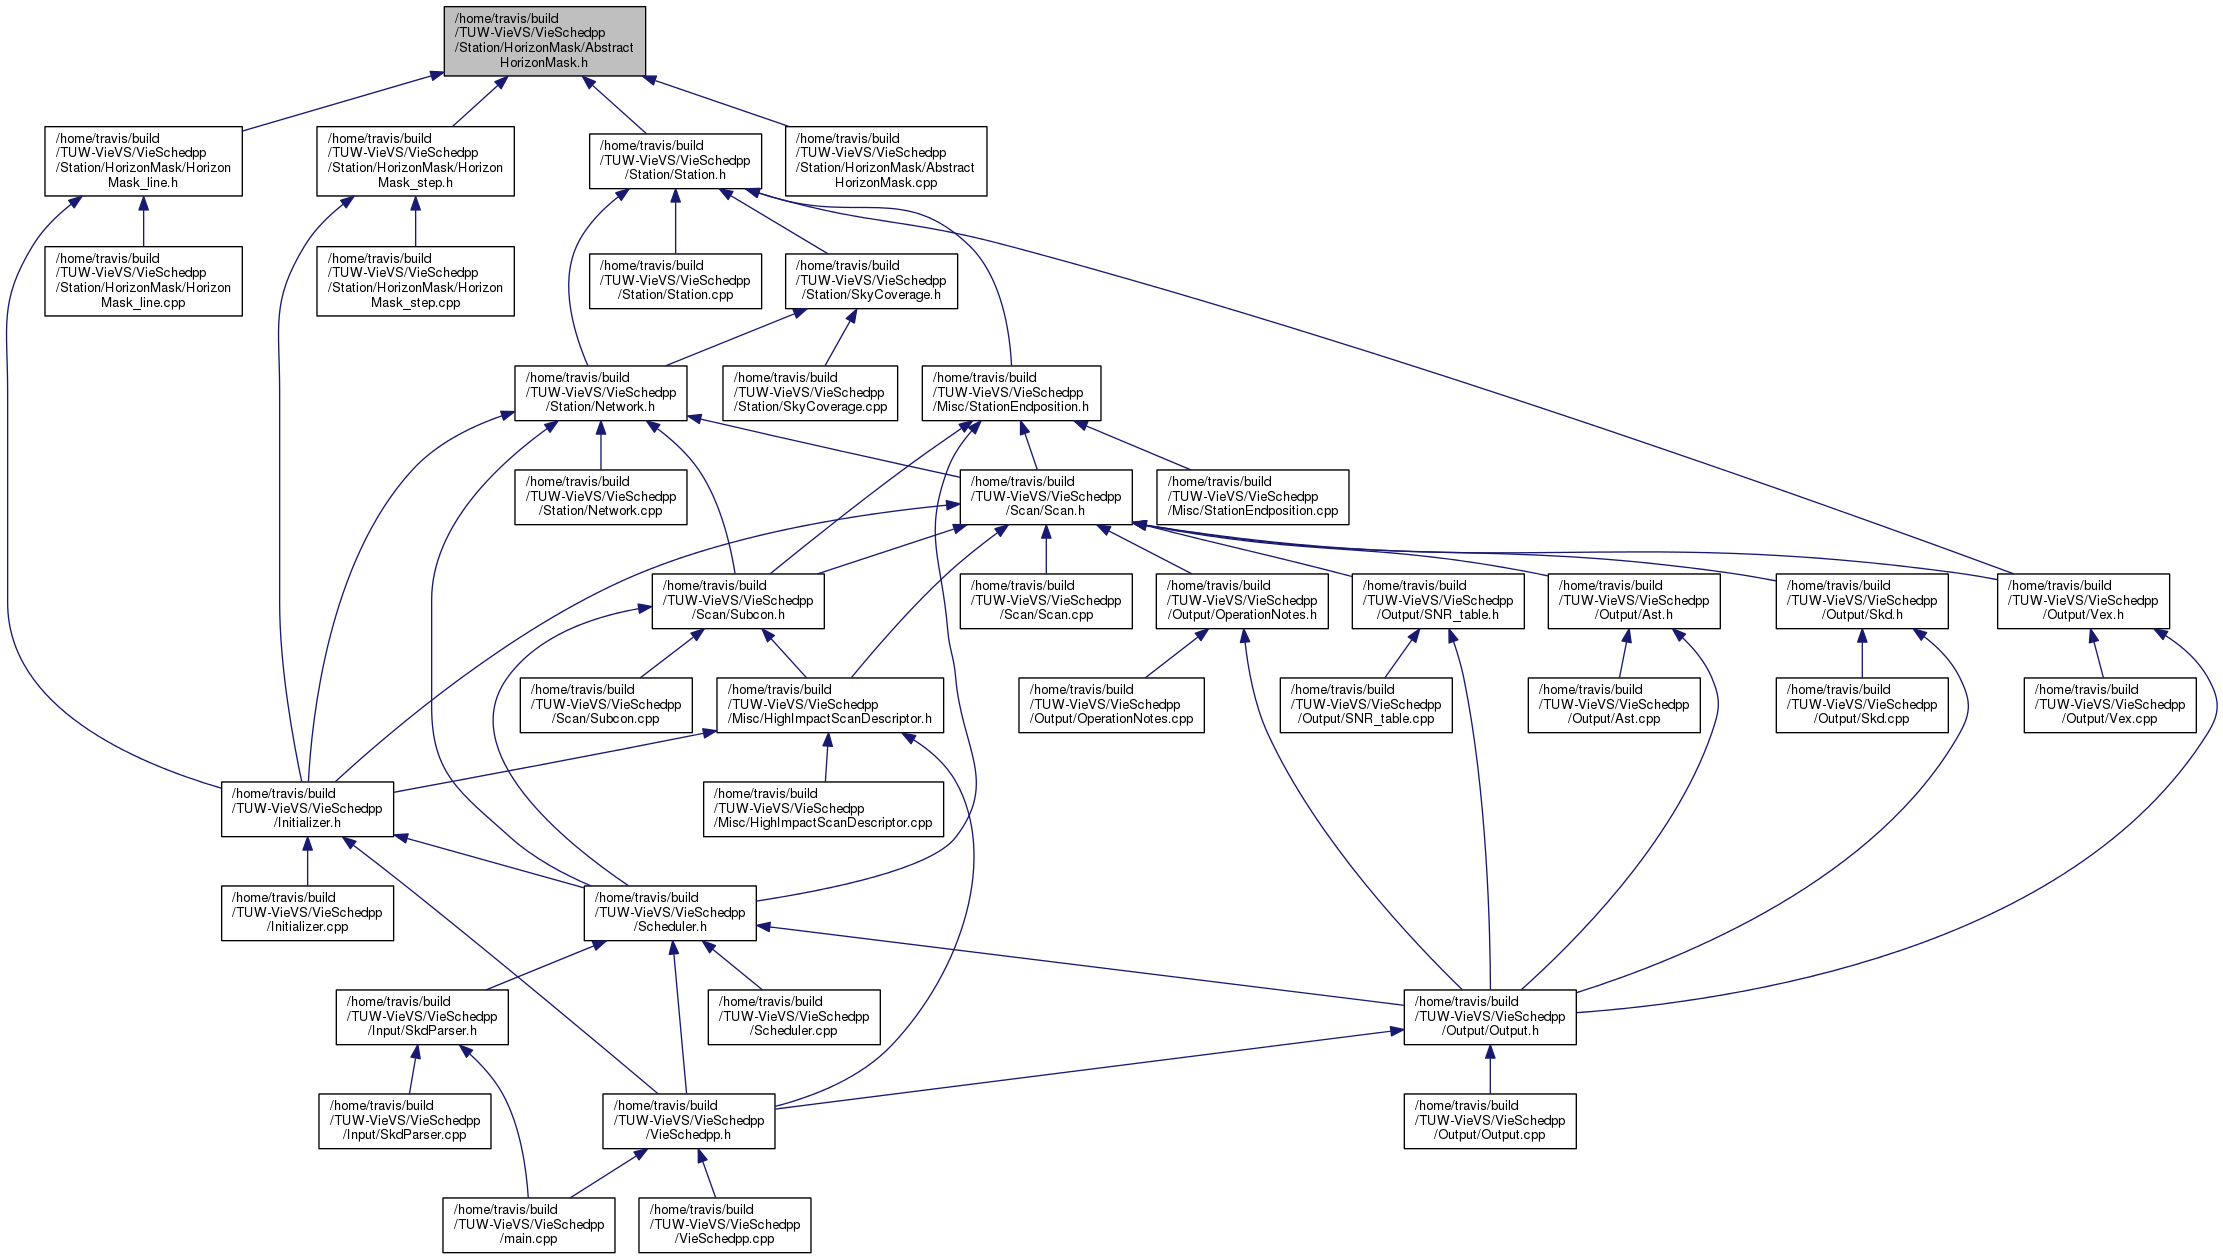 /home/travis/build
/TUW-VieVS/VieSchedpp
/Station/HorizonMask/Abstract
HorizonMask.h
/home/travis/build
/TUW-VieVS/VieSchedpp
/Station/HorizonMask/Horizon
Mask_line.h
/home/travis/build
/TUW-VieVS/VieSchedpp
/Station/HorizonMask/Horizon
Mask_step.h
/home/travis/build
/TUW-VieVS/VieSchedpp
/Station/Station.h
/home/travis/build
/TUW-VieVS/VieSchedpp
/Station/HorizonMask/Abstract
HorizonMask.cpp
/home/travis/build
/TUW-VieVS/VieSchedpp
/Station/HorizonMask/Horizon
Mask_line.cpp
/home/travis/build
/TUW-VieVS/VieSchedpp
/Station/HorizonMask/Horizon
Mask_step.cpp
/home/travis/build
/TUW-VieVS/VieSchedpp
/Station/Station.cpp
/home/travis/build
/TUW-VieVS/VieSchedpp
/Station/SkyCoverage.h
/home/travis/build
/TUW-VieVS/VieSchedpp
/Station/Network.h
/home/travis/build
/TUW-VieVS/VieSchedpp
/Station/SkyCoverage.cpp
/home/travis/build
/TUW-VieVS/VieSchedpp
/Misc/StationEndposition.h
/home/travis/build
/TUW-VieVS/VieSchedpp
/Station/Network.cpp
/home/travis/build
/TUW-VieVS/VieSchedpp
/Scan/Scan.h
/home/travis/build
/TUW-VieVS/VieSchedpp
/Misc/StationEndposition.cpp
/home/travis/build
/TUW-VieVS/VieSchedpp
/Scan/Subcon.h
/home/travis/build
/TUW-VieVS/VieSchedpp
/Scan/Scan.cpp
/home/travis/build
/TUW-VieVS/VieSchedpp
/Output/OperationNotes.h
/home/travis/build
/TUW-VieVS/VieSchedpp
/Output/SNR_table.h
/home/travis/build
/TUW-VieVS/VieSchedpp
/Output/Ast.h
/home/travis/build
/TUW-VieVS/VieSchedpp
/Output/Skd.h
/home/travis/build
/TUW-VieVS/VieSchedpp
/Output/Vex.h
/home/travis/build
/TUW-VieVS/VieSchedpp
/Scan/Subcon.cpp
/home/travis/build
/TUW-VieVS/VieSchedpp
/Misc/HighImpactScanDescriptor.h
/home/travis/build
/TUW-VieVS/VieSchedpp
/Output/OperationNotes.cpp
/home/travis/build
/TUW-VieVS/VieSchedpp
/Output/SNR_table.cpp
/home/travis/build
/TUW-VieVS/VieSchedpp
/Output/Ast.cpp
/home/travis/build
/TUW-VieVS/VieSchedpp
/Output/Skd.cpp
/home/travis/build
/TUW-VieVS/VieSchedpp
/Output/Vex.cpp
/home/travis/build
/TUW-VieVS/VieSchedpp
/Initializer.h
/home/travis/build
/TUW-VieVS/VieSchedpp
/Misc/HighImpactScanDescriptor.cpp
/home/travis/build
/TUW-VieVS/VieSchedpp
/Initializer.cpp
/home/travis/build
/TUW-VieVS/VieSchedpp
/Scheduler.h
/home/travis/build
/TUW-VieVS/VieSchedpp
/Input/SkdParser.h
/home/travis/build
/TUW-VieVS/VieSchedpp
/Scheduler.cpp
/home/travis/build
/TUW-VieVS/VieSchedpp
/Output/Output.h
/home/travis/build
/TUW-VieVS/VieSchedpp
/Input/SkdParser.cpp
/home/travis/build
/TUW-VieVS/VieSchedpp
/VieSchedpp.h
/home/travis/build
/TUW-VieVS/VieSchedpp
/Output/Output.cpp
/home/travis/build
/TUW-VieVS/VieSchedpp
/main.cpp
/home/travis/build
/TUW-VieVS/VieSchedpp
/VieSchedpp.cpp